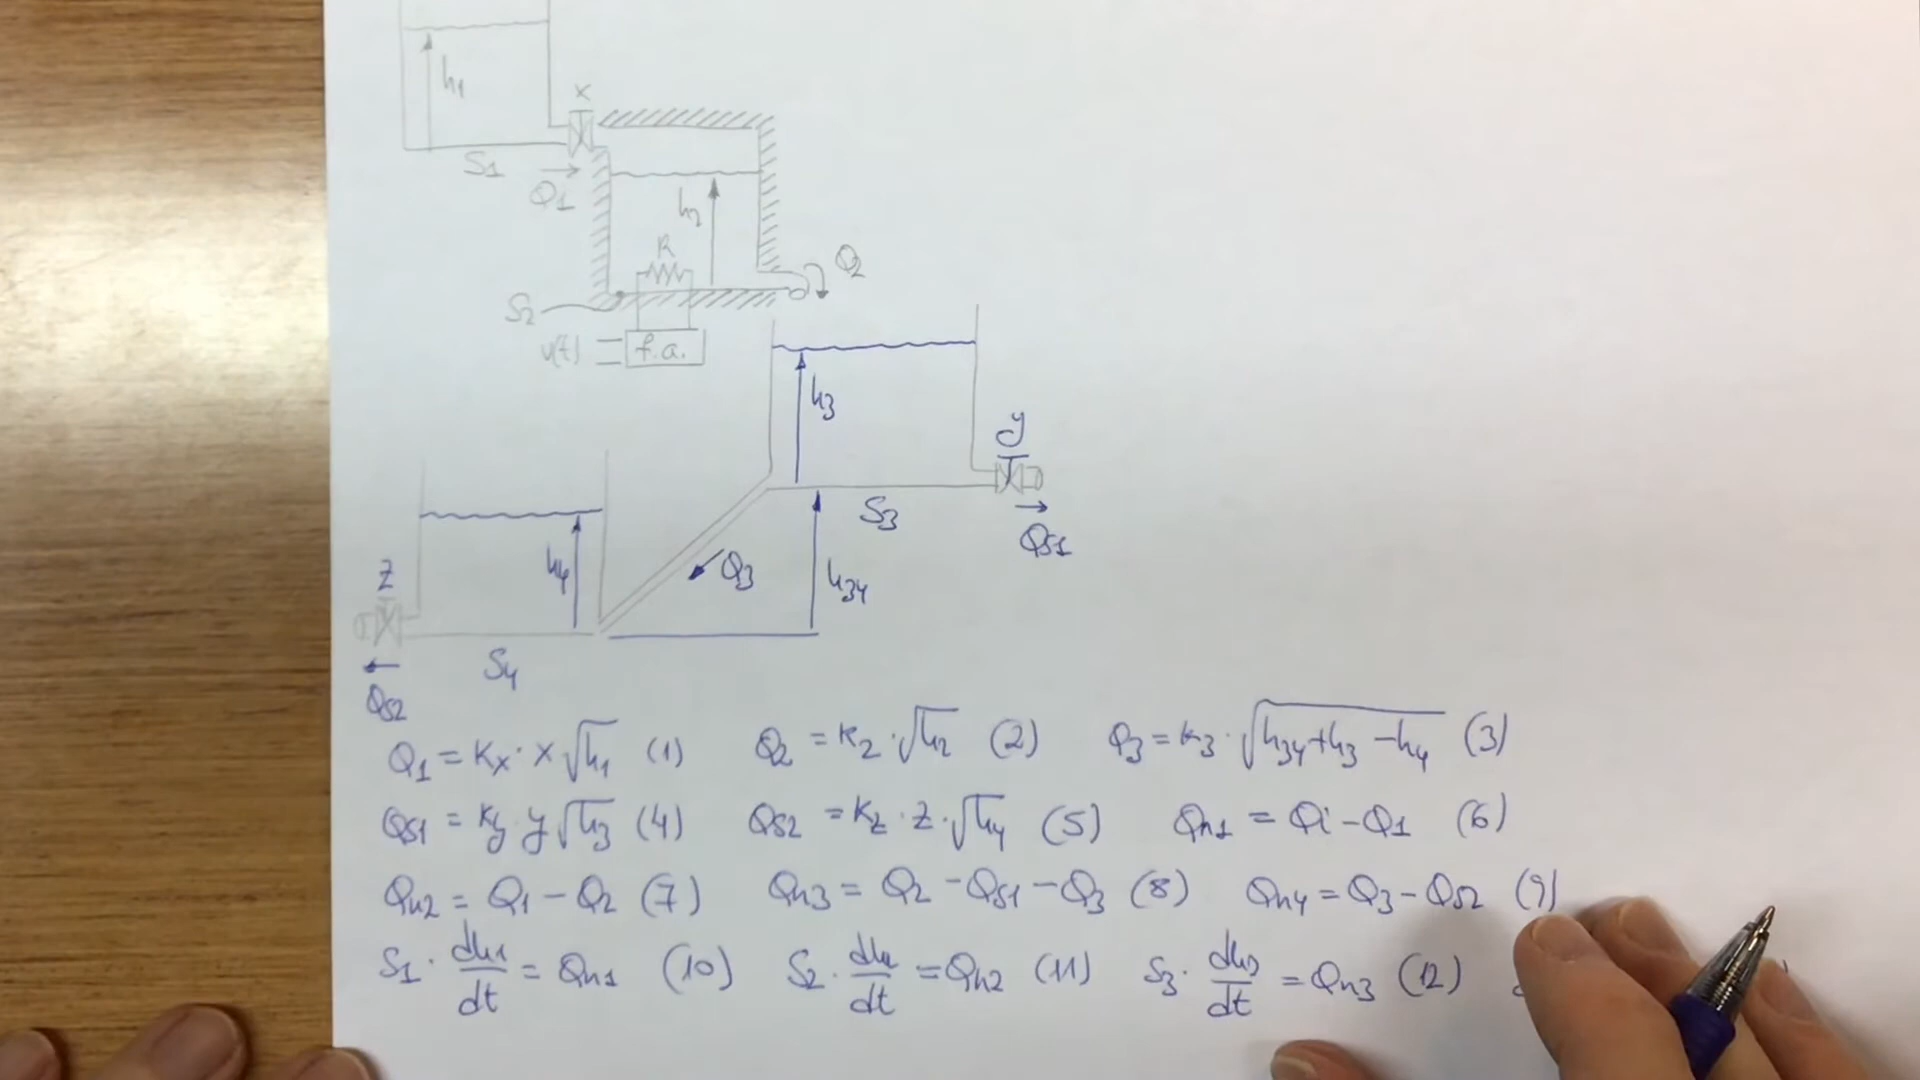 h1
x
S1
Q1
h2
R
Q2
S2
u(t)
f.a.
h3
y
S3
Qs1
h4
Q3
h34
z
S4
Qs2
Q1 = Kx · x √h1 (1) Q2 = K2 · √h2 (2) Q3 = K3 · √h34+h3-h4 (3)
Qs1 = Ky y √h3 (4) Qs2 = Kz · z · √h4 (5) Qn1 = Qi - Q1 (6)
Qn2 = Q1 - Q2 (7) Qn3 = Q2 - Qs1 - Q3 (8) Qn4 = Q3 - Qs2 (9)
S1 · dh1/dt = Qn1 (10) S2 · dh2/dt = Qn2 (11) S3 · dh3/dt = Qn3 (12)